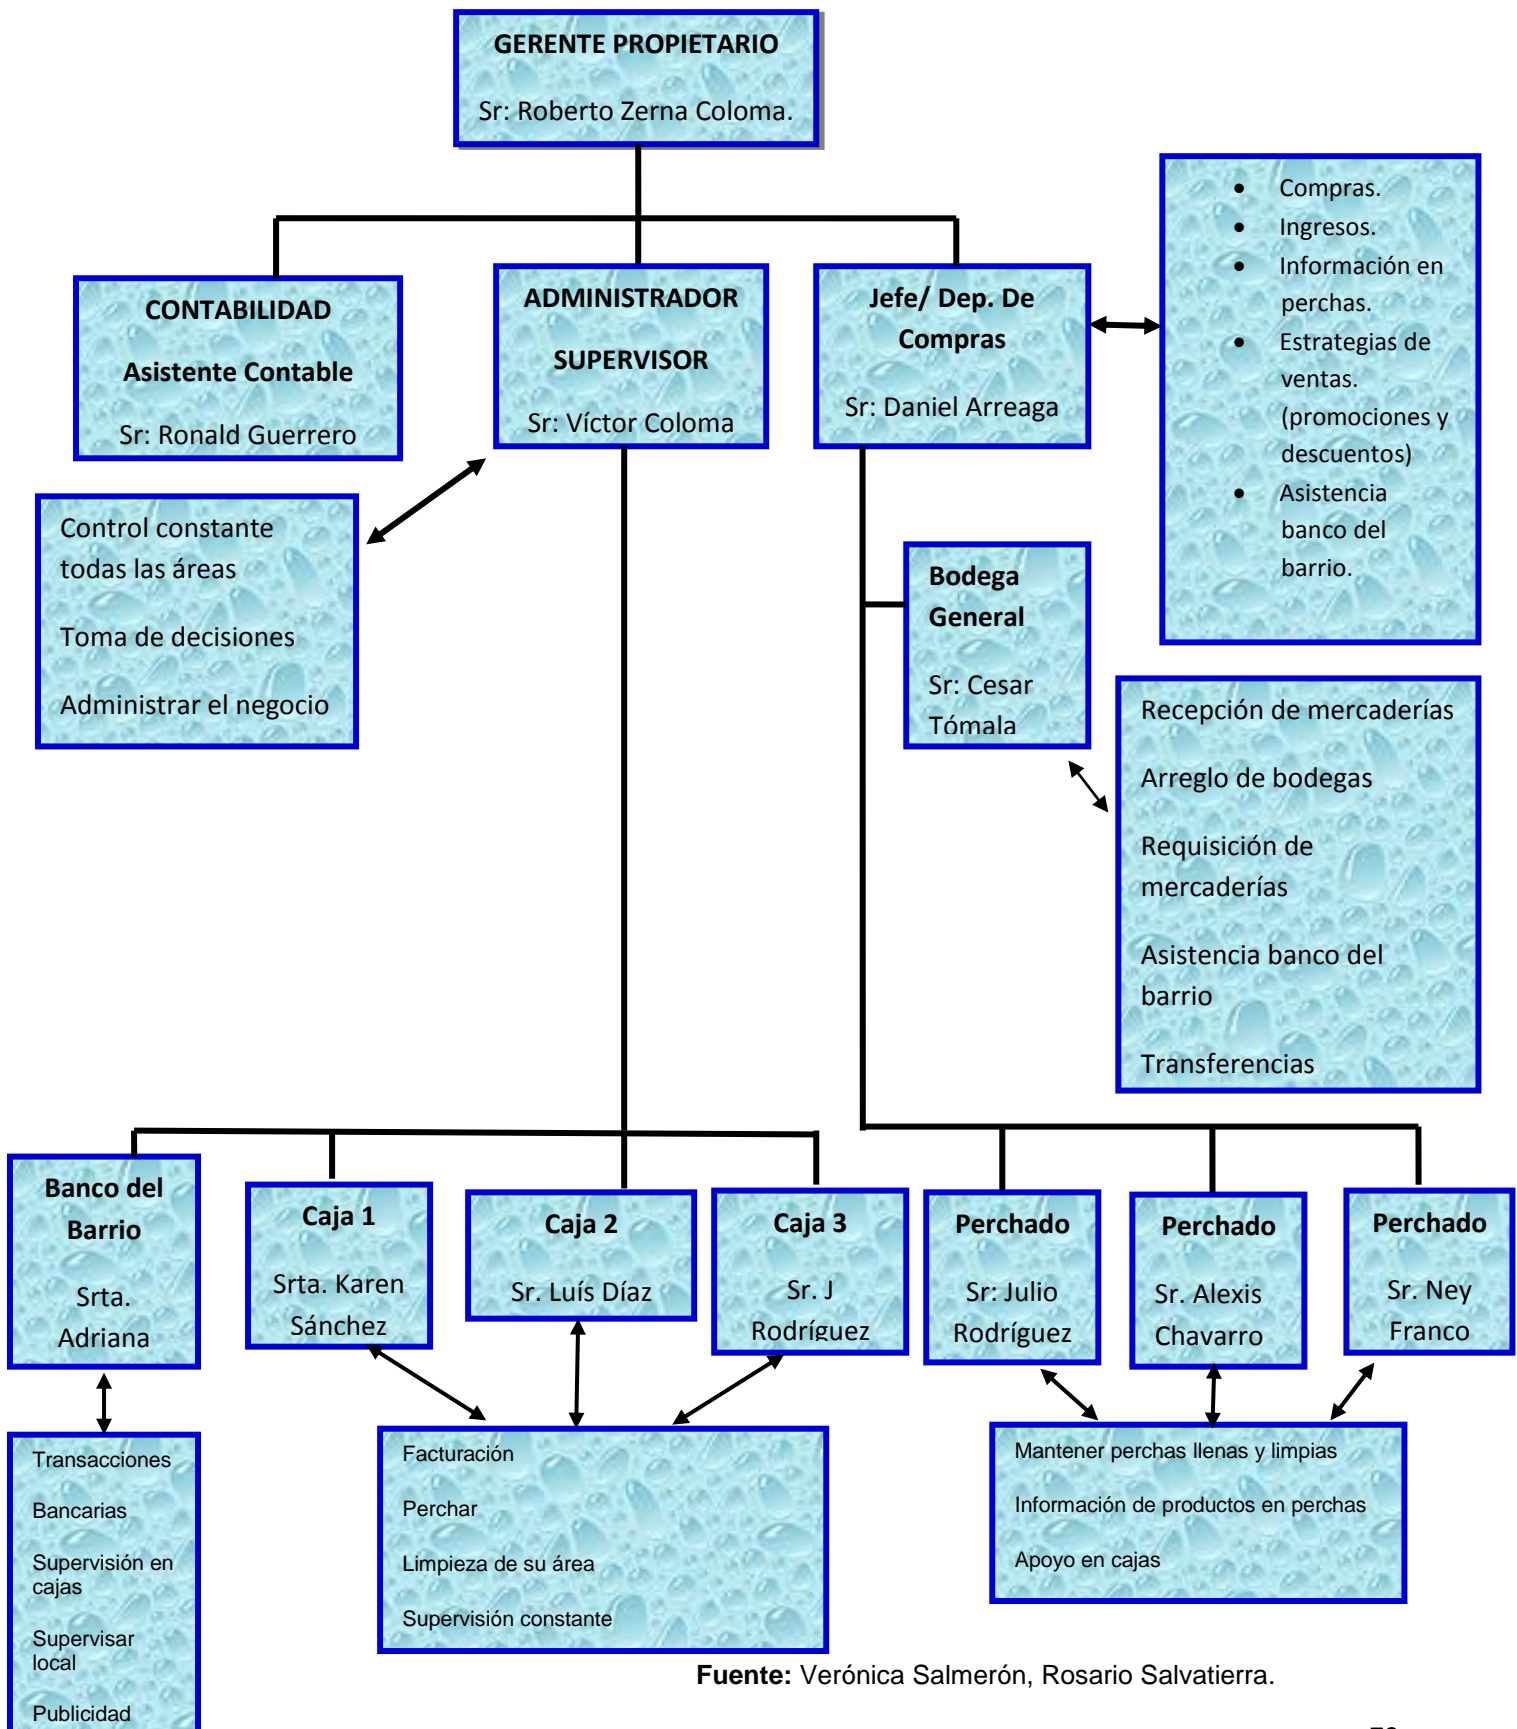 GERENTE PROPIETARIO
Sr: Roberto Zerna Coloma.
CONTABILIDAD
Asistente Contable
Sr: Ronald Guerrero
ADMINISTRADOR
SUPERVISOR
Sr: Víctor Coloma
Jefe/ Dep. De
Compras
Sr: Daniel Arreaga
• Compras.
• Ingresos.
• Información en
perchas.
• Estrategias de
ventas.
(promociones y
descuentos)
• Asistencia
banco del
barrio.
Control constante
todas las áreas
Toma de decisiones
Administrar el negocio
Bodega
General
Sr: Cesar
Tómala
Recepción de mercaderías
Arreglo de bodegas
Requisición de
mercaderías
Asistencia banco del
barrio
Transferencias
Banco del
Barrio
Srta.
Adriana
Caja 1
Srta. Karen
Sánchez
Caja 2
Sr. Luís Díaz
Caja 3
Sr. J
Rodríguez
Perchado
Sr: Julio
Rodríguez
Perchado
Sr. Alexis
Chavarro
Perchado
Sr. Ney
Franco
Transacciones
Bancarias
Supervisión en
cajas
Supervisar
local
Publicidad
Facturación
Perchar
Limpieza de su área
Supervisión constante
Mantener perchas llenas y limpias
Información de productos en perchas
Apoyo en cajas
Fuente: Verónica Salmerón, Rosario Salvatierra.